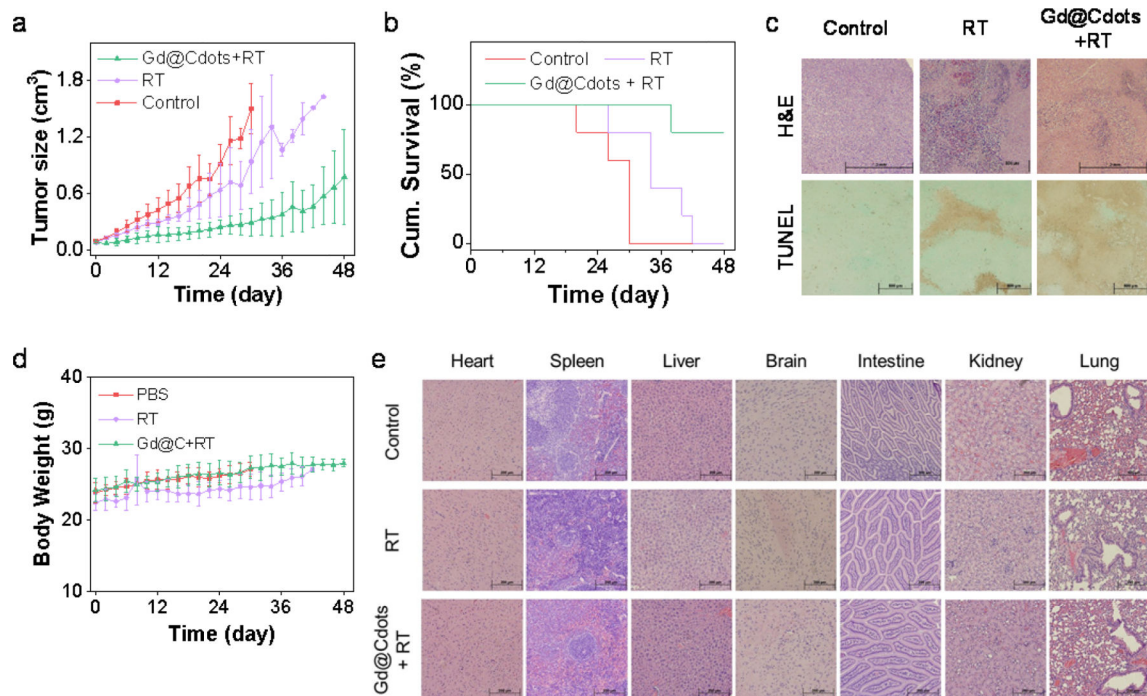 a
Gd@Cdots+RT
RT
Control
Tumor size (cm³)
1.8
1.2
0.6
0.0
0 12 24 36 48
Time (day)
b
Control RT
Gd@Cdots + RT
Cum. Survival (%)
100
50
0
0 12 24 36 48
Time (day)
c
Control RT Gd@Cdots
+RT
H&E
TUNEL
d
PBS
RT
Gd@C+RT
Body Weight (g)
40
30
20
10
0 12 24 36 48
Time (day)
e
Heart Spleen Liver Brain Intestine Kidney Lung
Control
RT
Gd@Cdots
+ RT